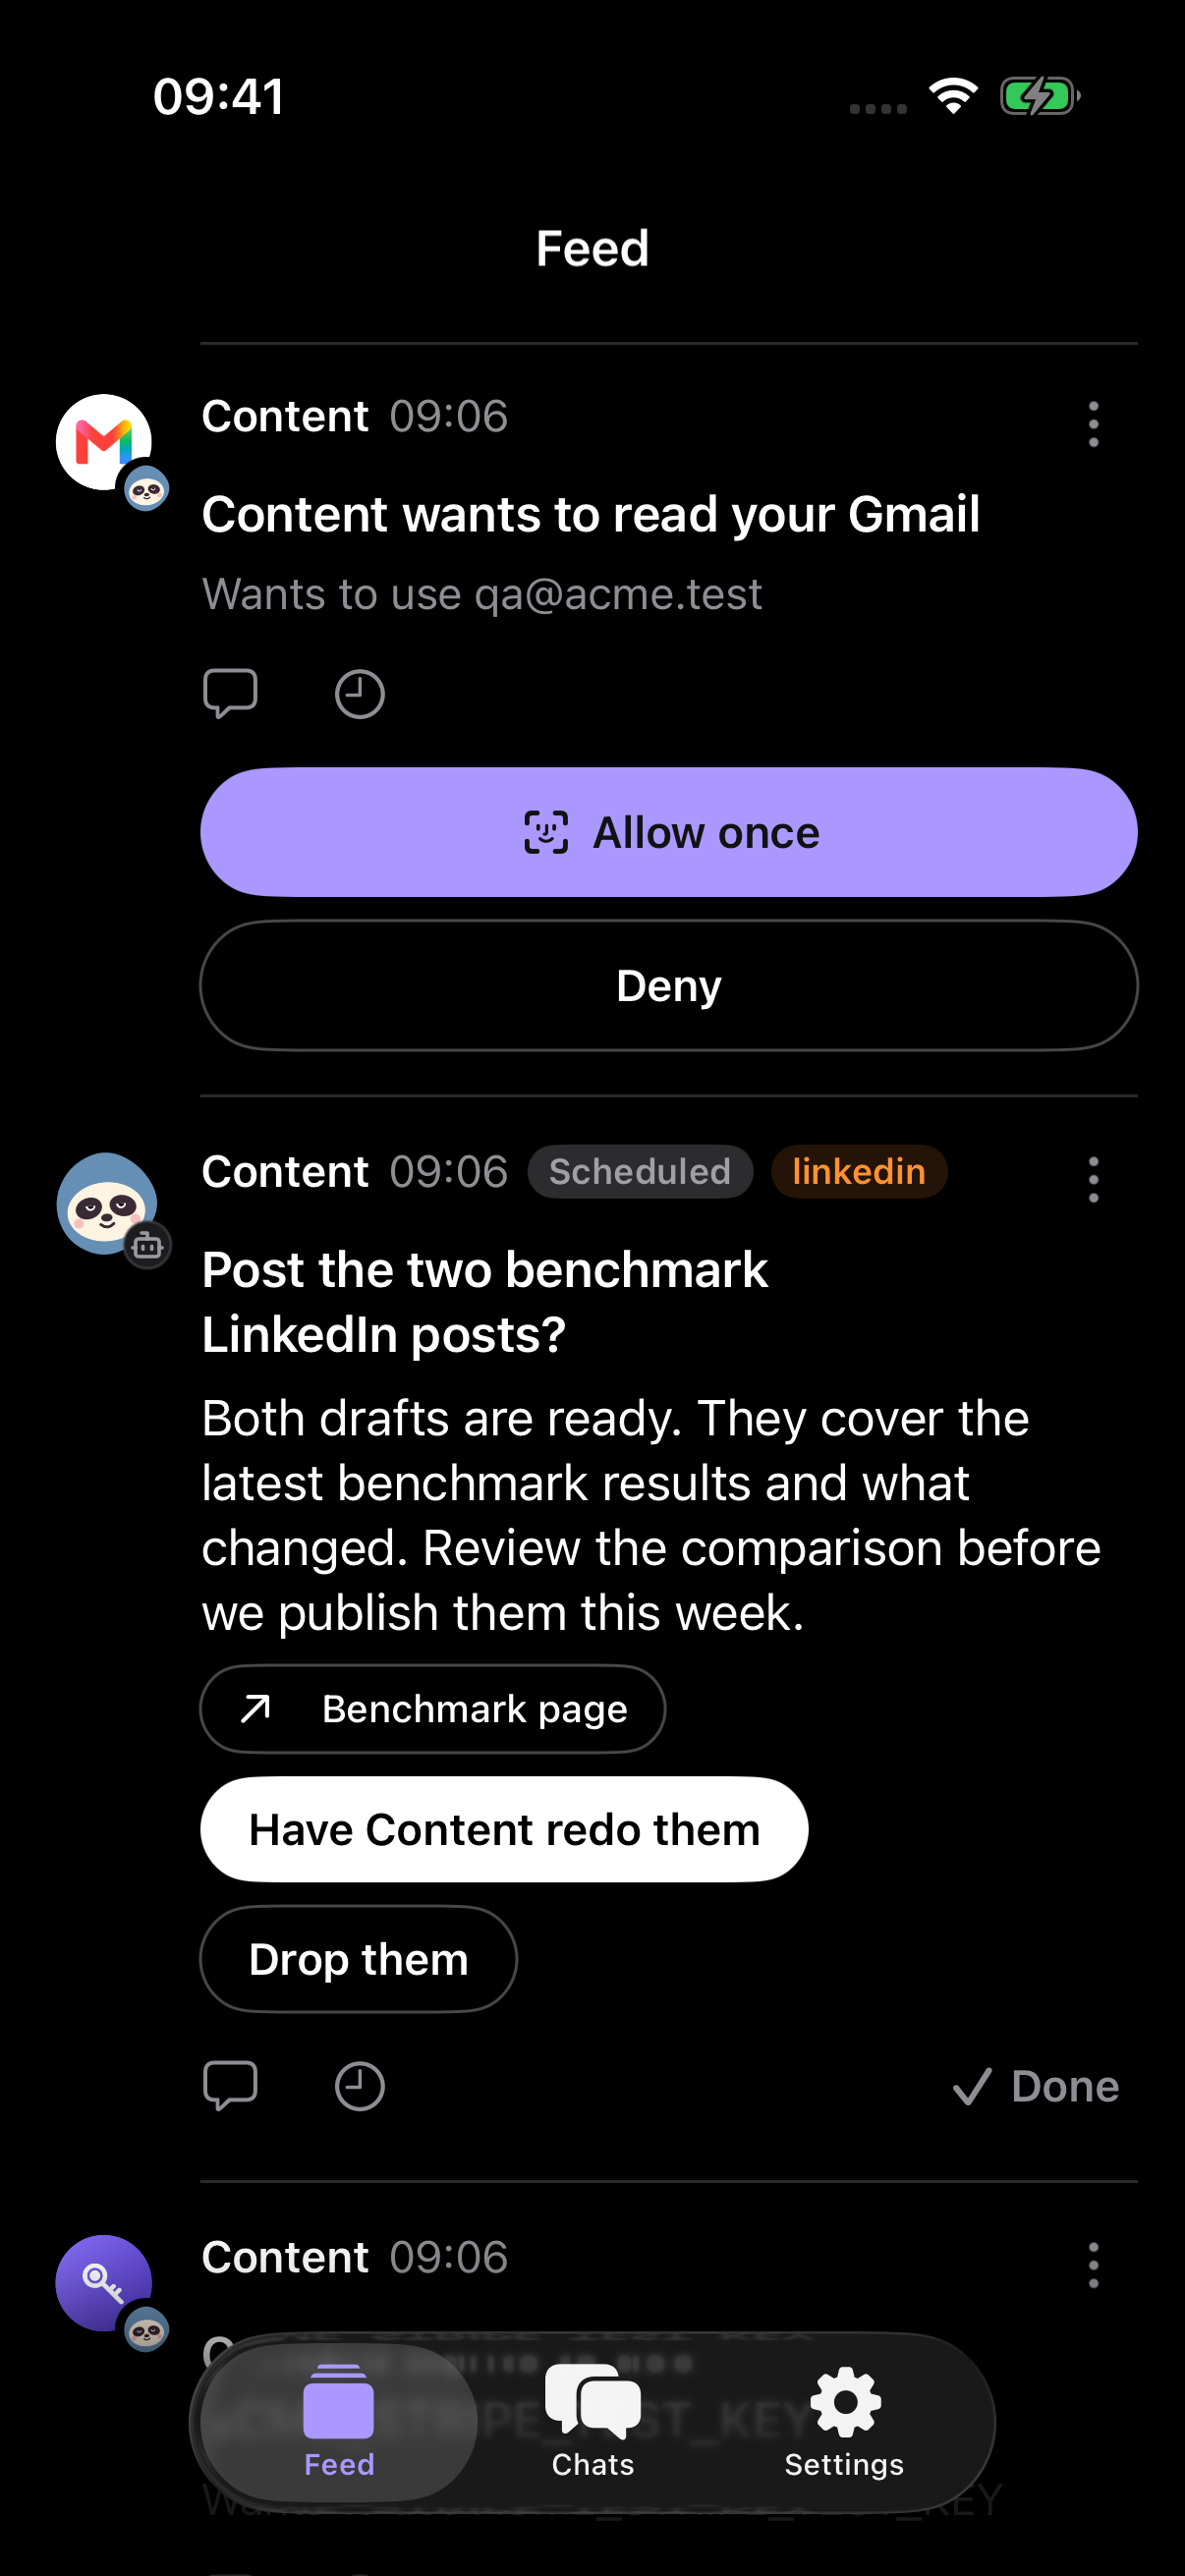 09:41
Feed
Content 09:06
Content wants to read your Gmail
Wants to use qa@acme.test
Allow once
Deny
Content 09:06 Scheduled linkedin
Post the two benchmark
LinkedIn posts?
Both drafts are ready. They cover the
latest benchmark results and what
changed. Review the comparison before
we publish them this week.
Benchmark page
Have Content redo them
Drop them
Done
Content 09:06
Feed
Chats
Settings